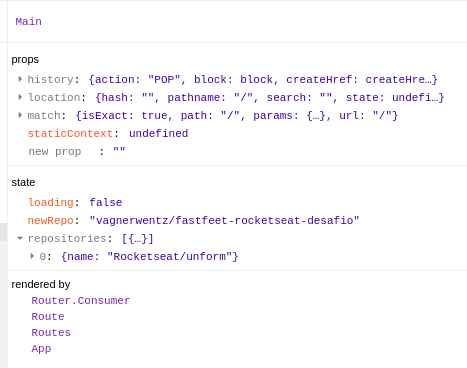 Main
props
history: {action: "POP", block: block, createHref: createHre…}
location: {hash: "", pathname: "/", search: "", state: undefi…}
match: {isExact: true, path: "/", params: {…}, url: "/"}
staticContext: undefined
new prop : ""
state
loading: false
newRepo: "vagnerwentz/fastfeet-rocketseat-desafio"
repositories: [{…}]
0: {name: "Rocketseat/unform"}
rendered by
Router.Consumer
Route
Routes
App